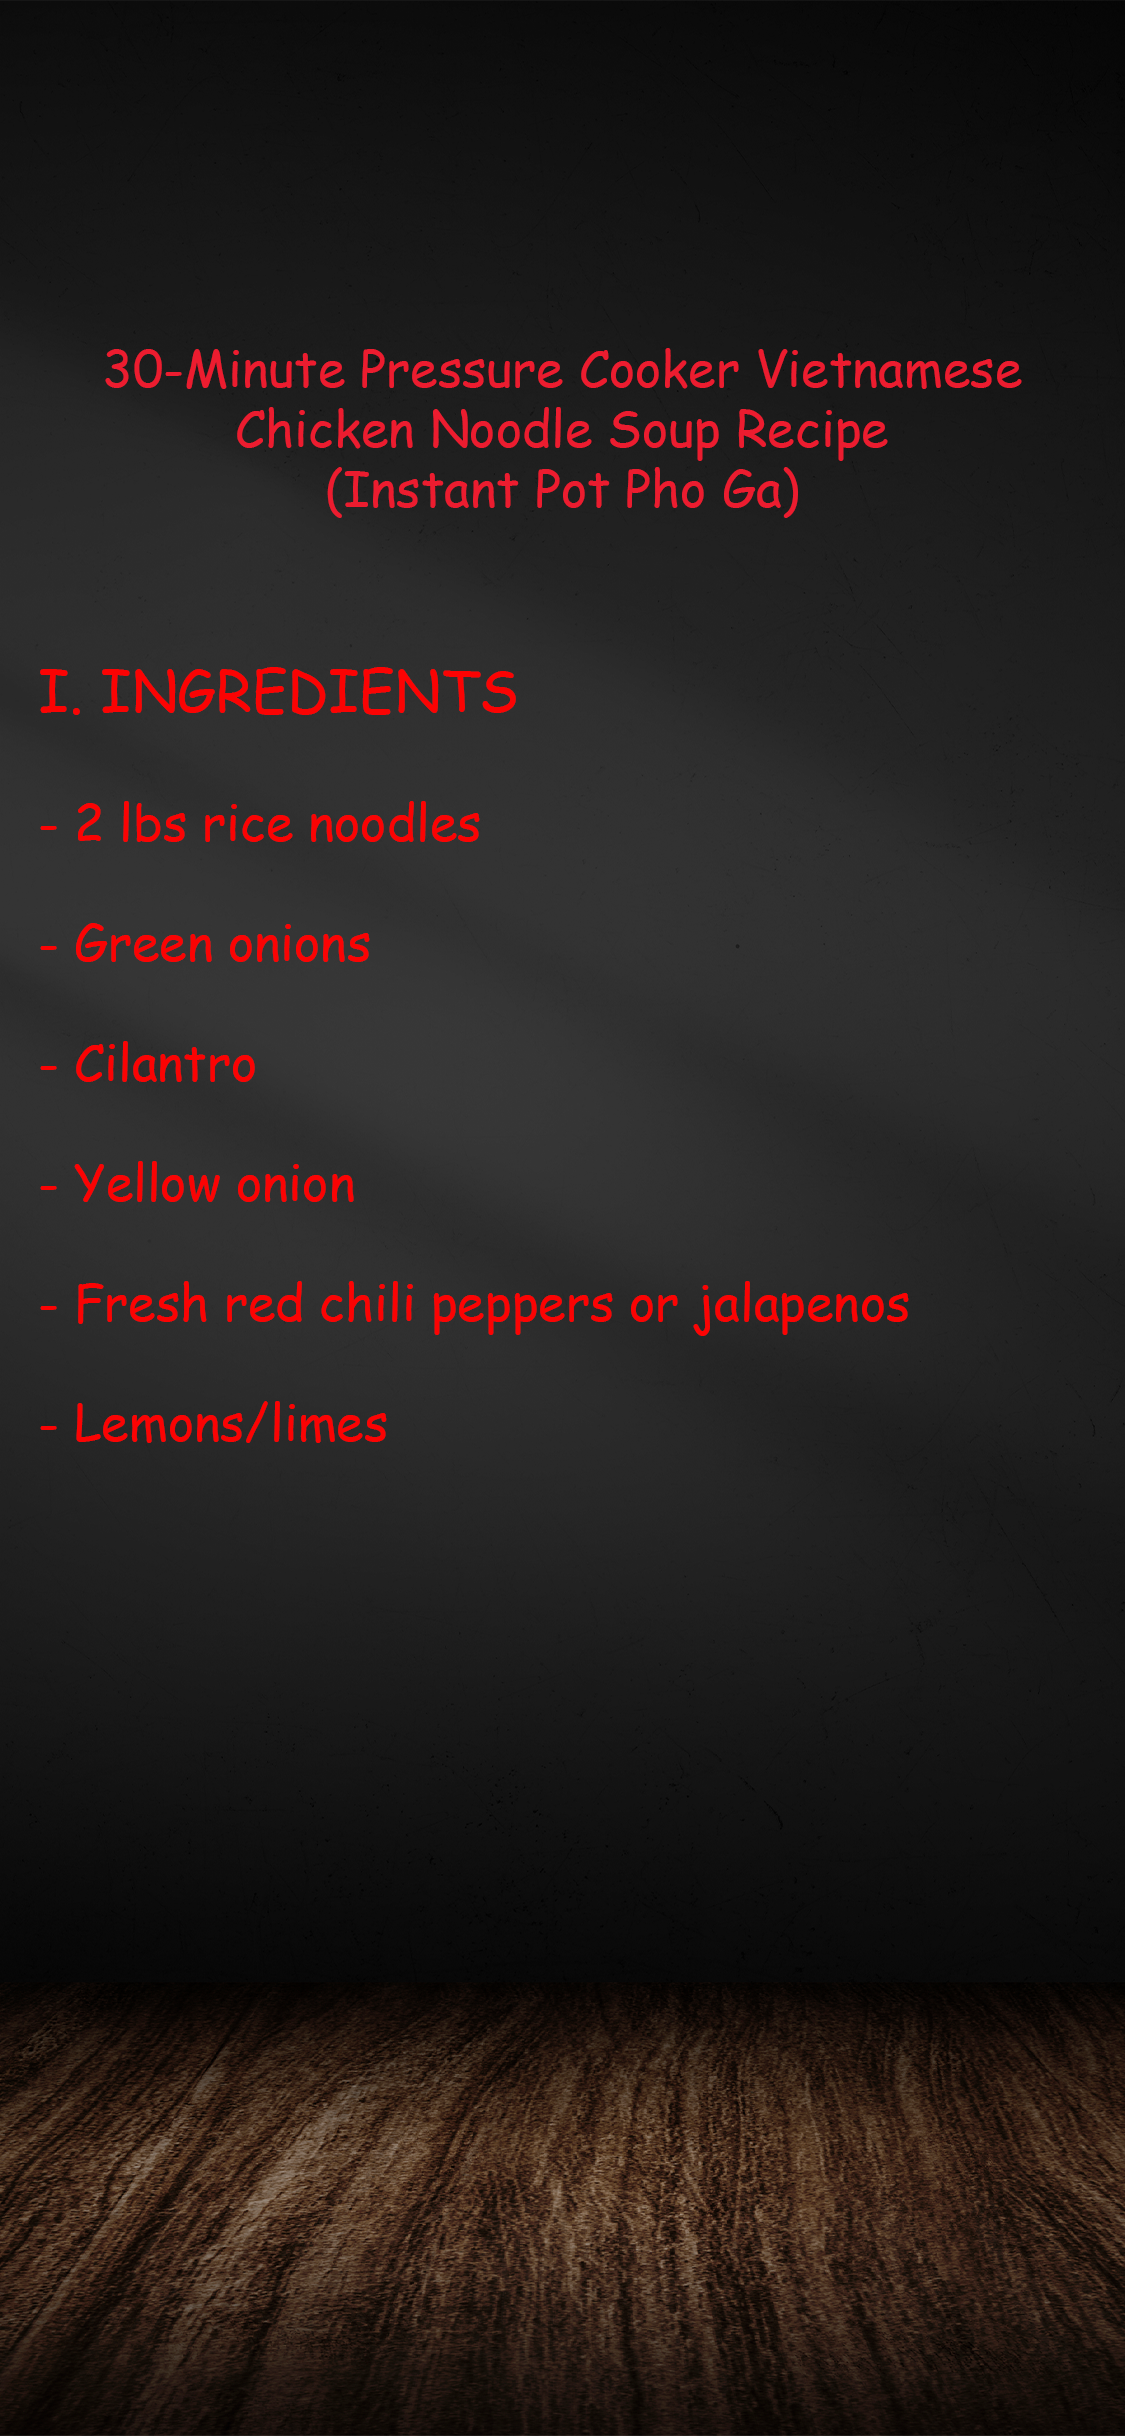 30-Minute Pressure Cooker Vietnamese
Chicken Noodle Soup Recipe
(Instant Pot Pho Ga)
I. INGREDIENTS
- 2 lbs rice noodles
- Green onions
- Cilantro
- Yellow onion
- Fresh red chili peppers or jalapenos
- Lemons/limes